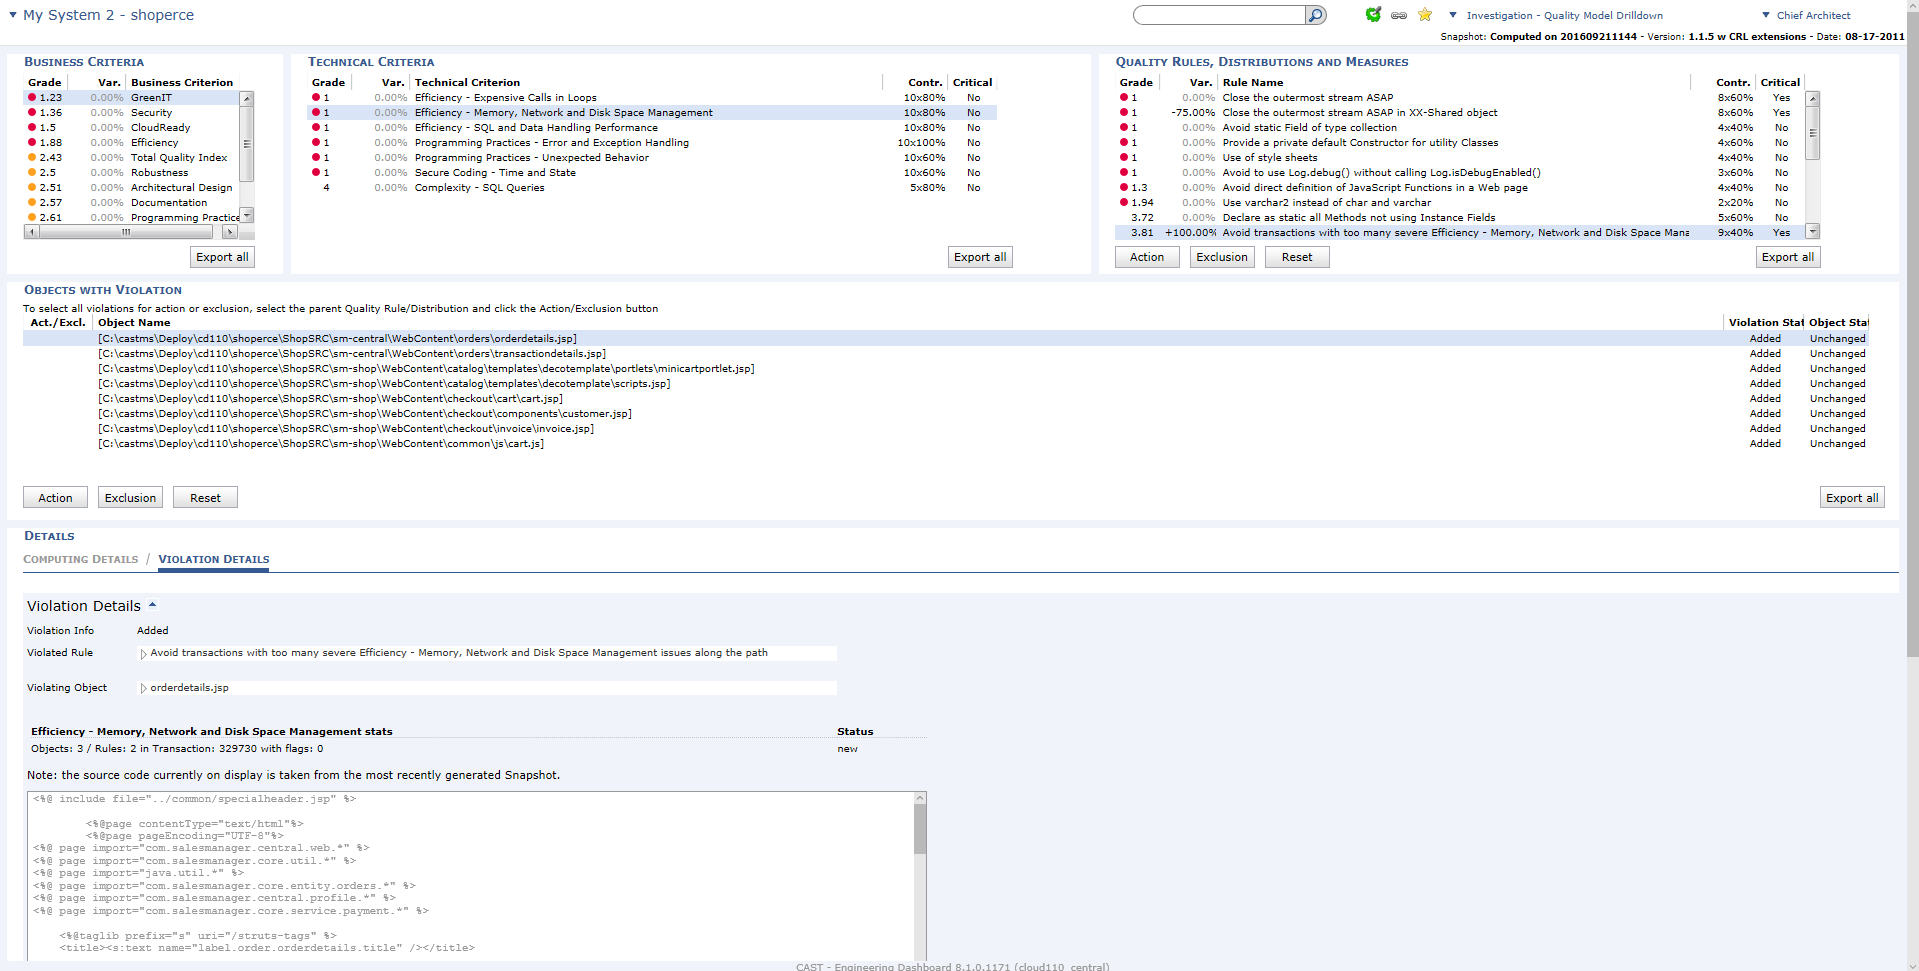 My System 2 - shoperce
Investigation - Quality Model Drilldown
Chief Architect
Snapshot: Computed on 201609211144 - Version: 1.1.5 w CRL extensions - Date: 08-17-2011
BUSINESS CRITERIA
Grade Var. Business Criterion
1.23 0.00% GreenIT
1.36 0.00% Security
1.5 0.00% CloudReady
1.88 0.00% Efficiency
2.43 0.00% Total Quality Index
2.5 0.00% Robustness
2.51 0.00% Architectural Design
2.57 0.00% Documentation
2.61 0.00% Programming Practice
Export all
TECHNICAL CRITERIA
Grade Var. Technical Criterion Contr. Critical
1 0.00% Efficiency - Expensive Calls in Loops 10x80% No
1 0.00% Efficiency - Memory, Network and Disk Space Management 10x80% No
1 0.00% Efficiency - SQL and Data Handling Performance 10x80% No
1 0.00% Programming Practices - Error and Exception Handling 10x100% No
1 0.00% Programming Practices - Unexpected Behavior 10x60% No
1 0.00% Secure Coding - Time and State 10x60% No
4 0.00% Complexity - SQL Queries 5x80% No
Export all
QUALITY RULES, DISTRIBUTIONS AND MEASURES
Grade Var. Rule Name Contr. Critical
1 0.00% Close the outermost stream ASAP 8x60% Yes
1 -75.00% Close the outermost stream ASAP in XX-Shared object 8x60% Yes
1 0.00% Avoid static Field of type collection 4x40% No
1 0.00% Provide a private default Constructor for utility Classes 4x60% No
1 0.00% Use of style sheets 4x40% No
1 0.00% Avoid to use Log.debug() without calling Log.isDebugEnabled() 3x60% No
1.3 0.00% Avoid direct definition of JavaScript Functions in a Web page 4x40% No
1.94 0.00% Use varchar2 instead of char and varchar 2x20% No
3.72 0.00% Declare as static all Methods not using Instance Fields 5x60% No
3.81 +100.00% Avoid transactions with too many severe Efficiency - Memory, Network and Disk Space Mana 9x40% Yes
Action Exclusion Reset Export all
OBJECTS WITH VIOLATION
To select all violations for action or exclusion, select the parent Quality Rule/Distribution and click the Action/Exclusion button
Act./Excl. Object Name Violation Stat Object Stat
[C:\castms\Deploy\cd110\shoperce\ShopSRC\sm-central\WebContent\orders\orderdetails.jsp] Added Unchanged
[C:\castms\Deploy\cd110\shoperce\ShopSRC\sm-central\WebContent\orders\transactiondetails.jsp] Added Unchanged
[C:\castms\Deploy\cd110\shoperce\ShopSRC\sm-shop\WebContent\catalog\templates\decotemplate\portlets\minicartportlet.jsp] Added Unchanged
[C:\castms\Deploy\cd110\shoperce\ShopSRC\sm-shop\WebContent\catalog\templates\decotemplate\scripts.jsp] Added Unchanged
[C:\castms\Deploy\cd110\shoperce\ShopSRC\sm-shop\WebContent\checkout\cart\cart.jsp] Added Unchanged
[C:\castms\Deploy\cd110\shoperce\ShopSRC\sm-shop\WebContent\checkout\components\customer.jsp] Added Unchanged
[C:\castms\Deploy\cd110\shoperce\ShopSRC\sm-shop\WebContent\checkout\invoice\invoice.jsp] Added Unchanged
[C:\castms\Deploy\cd110\shoperce\ShopSRC\sm-shop\WebContent\common\js\cart.js] Added Unchanged
Action Exclusion Reset Export all
DETAILS
COMPUTING DETAILS / VIOLATION DETAILS
Violation Details
Violation Info Added
Violated Rule Avoid transactions with too many severe Efficiency - Memory, Network and Disk Space Management issues along the path
Violating Object orderdetails.jsp
Efficiency - Memory, Network and Disk Space Management stats Status
Objects: 3 / Rules: 2 in Transaction: 329730 with flags: 0 new
Note: the source code currently on display is taken from the most recently generated Snapshot.
<%@ include file="../common/specialheader.jsp" %>
<%@page contentType="text/html"%>
<%@page pageEncoding="UTF-8"%>
<%@ page import="com.salesmanager.central.web.*" %>
<%@ page import="com.salesmanager.core.util.*" %>
<%@ page import="java.util.*" %>
<%@ page import="com.salesmanager.core.entity.orders.*" %>
<%@ page import="com.salesmanager.central.profile.*" %>
<%@ page import="com.salesmanager.core.service.payment.*" %>
<%@taglib prefix="s" uri="/struts-tags" %>
<title><s:text name="label.order.orderdetails.title" /></title>
CAST - Engineering Dashboard 8.1.0.1171 (cloud110_central)